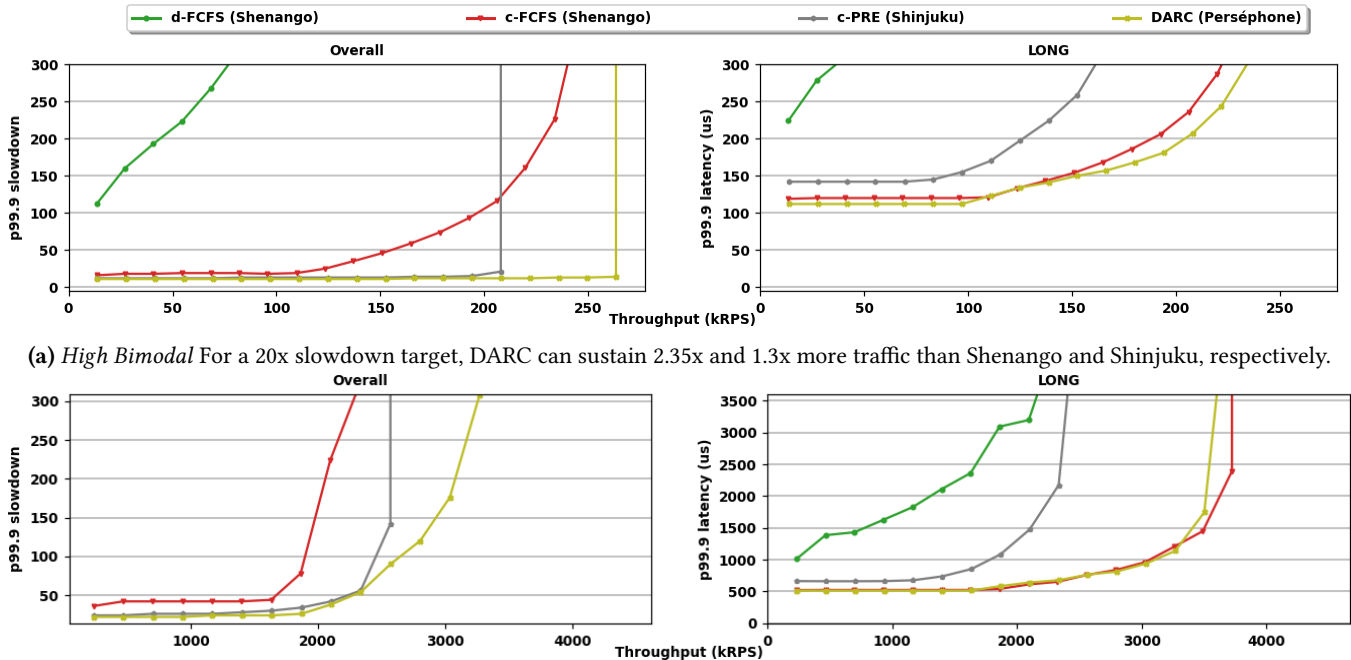 d-FCFS (Shenango) c-FCFS (Shenango) c-PRE (Shinjuku) DARC (Perséphone)
Overall
p99.9 slowdown
300
250
200
150
100
50
0
0 50 100 150 200 250
LONG
p99.9 latency (us)
300
250
200
150
100
50
0
0 50 100 150 200 250
Throughput (kRPS)
(a) High Bimodal For a 20x slowdown target, DARC can sustain 2.35x and 1.3x more traffic than Shenango and Shinjuku, respectively.
Overall
p99.9 slowdown
300
250
200
150
100
50
1000 2000 3000 4000
LONG
p99.9 latency (us)
3500
3000
2500
2000
1500
1000
500
0
0 1000 2000 3000 4000
Throughput (kRPS)